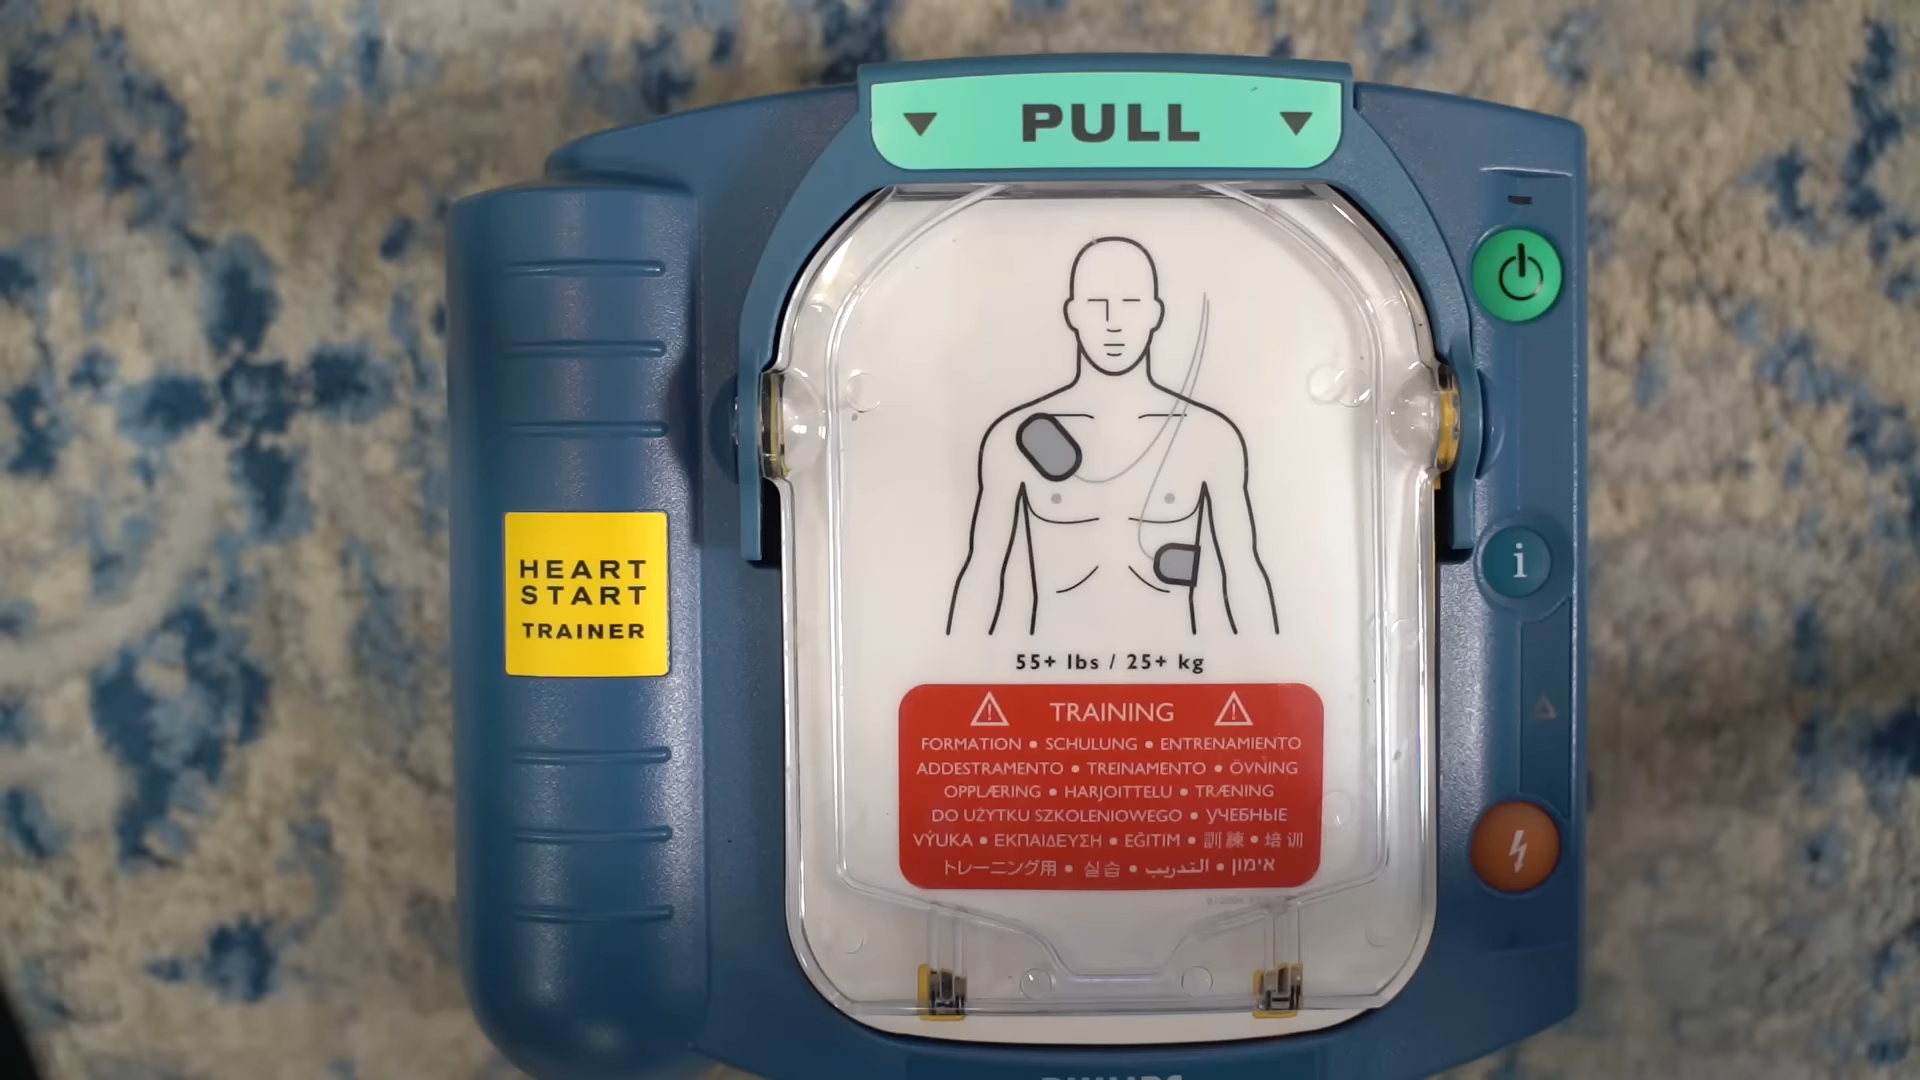 PULL
HEART
START
TRAINER
i
55+ lbs / 25+ kg
TRAINING
FORMATION • SCHULUNG • ENTRENAMIENTO
ADDESTRAMENTO • TREINAMENTO • ÖVNING
OPPLÆRING • HARJOITTELU • TRÆNING
DO UŻYTKU SZKOLENIOWEGO • УЧЕБНЫЕ
VÝUKA • ΕΚΠΑΙΔΕΥΣΗ • EĞITIM • 訓練 • 培训
トレーニング用 • 실습 • التدريب • אימון